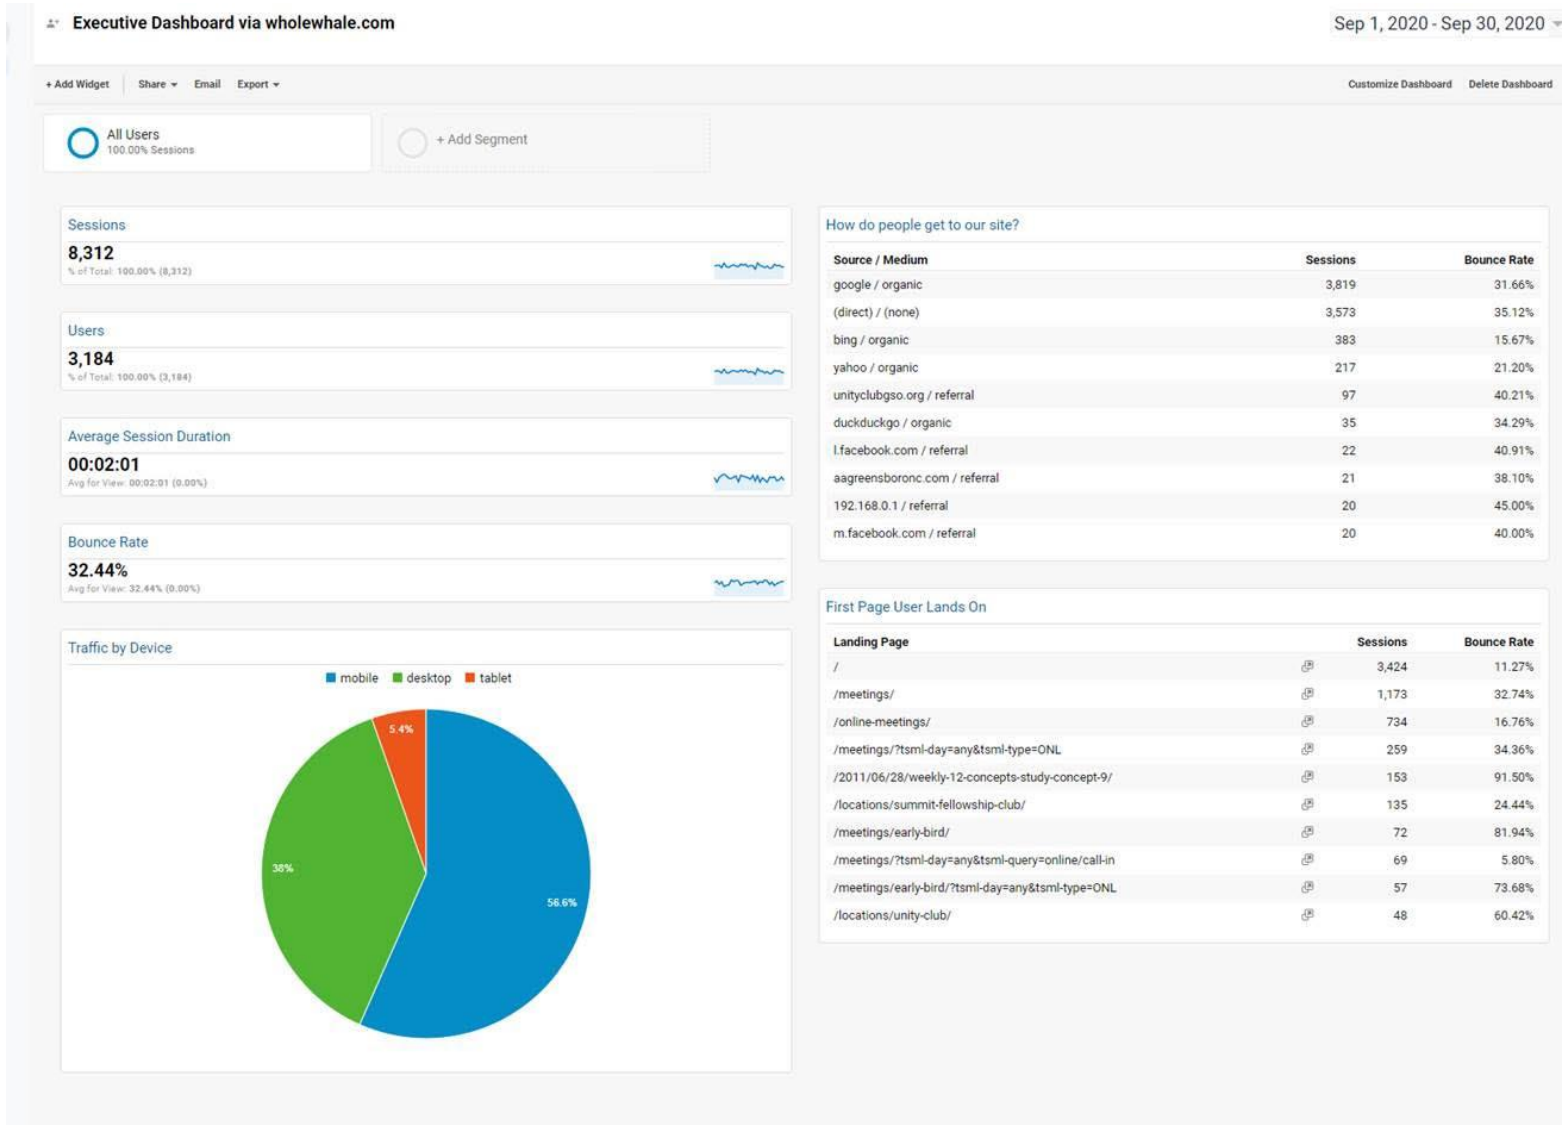 Executive Dashboard via wholewhale.com
Sep 1, 2020 - Sep 30, 2020
+ Add Widget Share Email Export
Customize Dashboard Delete Dashboard
All Users
100.00% Sessions
+ Add Segment
Sessions
8,312
% of Total: 100.00% (8,312)
Users
3,184
% of Total: 100.00% (3,184)
Average Session Duration
00:02:01
Avg for View: 00:02:01 (0.00%)
Bounce Rate
32.44%
Avg for View: 32.44% (0.00%)
Traffic by Device
mobile desktop tablet
5.4%
38%
56.6%
How do people get to our site?
Source / Medium Sessions Bounce Rate
google / organic 3,819 31.66%
(direct) / (none) 3,573 35.12%
bing / organic 383 15.67%
yahoo / organic 217 21.20%
unityclubgso.org / referral 97 40.21%
duckduckgo / organic 35 34.29%
l.facebook.com / referral 22 40.91%
aagreensboronc.com / referral 21 38.10%
192.168.0.1 / referral 20 45.00%
m.facebook.com / referral 20 40.00%
First Page User Lands On
Landing Page Sessions Bounce Rate
/ 3,424 11.27%
/meetings/ 1,173 32.74%
/online-meetings/ 734 16.76%
/meetings/?tsml-day=any&tsml-type=ONL 259 34.36%
/2011/06/28/weekly-12-concepts-study-concept-9/ 153 91.50%
/locations/summit-fellowship-club/ 135 24.44%
/meetings/early-bird/ 72 81.94%
/meetings/?tsml-day=any&tsml-query=online/call-in 69 5.80%
/meetings/early-bird/?tsml-day=any&tsml-type=ONL 57 73.68%
/locations/unity-club/ 48 60.42%